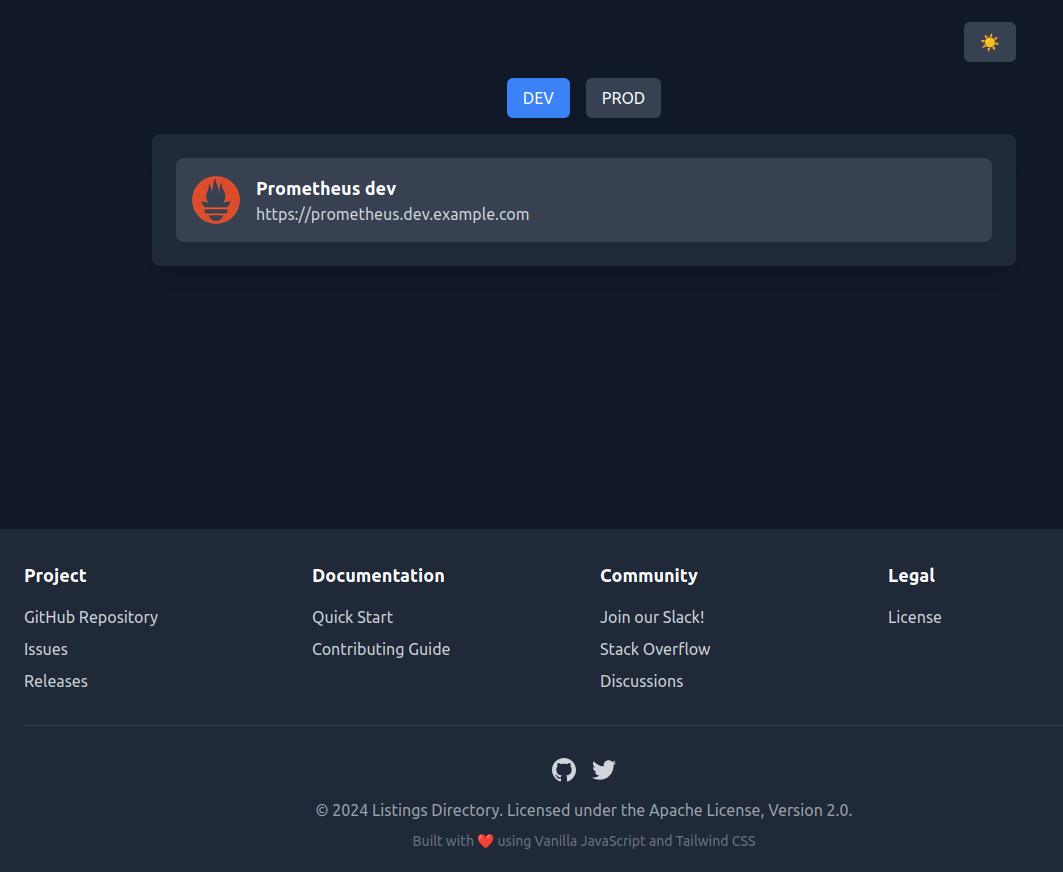 DEV PROD
Prometheus dev
https://prometheus.dev.example.com
Project
GitHub Repository
Issues
Releases
Documentation
Quick Start
Contributing Guide
Community
Join our Slack!
Stack Overflow
Discussions
Legal
License
© 2024 Listings Directory. Licensed under the Apache License, Version 2.0.
Built with ❤️ using Vanilla JavaScript and Tailwind CSS